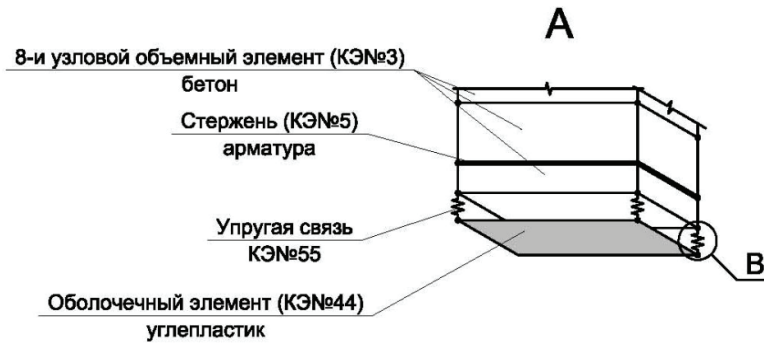 А
8-и узловой объемный элемент (КЭ№3)
бетон
Стержень (КЭ№5)
арматура
Упругая связь
КЭ№55
В
Оболочечный элемент (КЭ№44)
углепластик